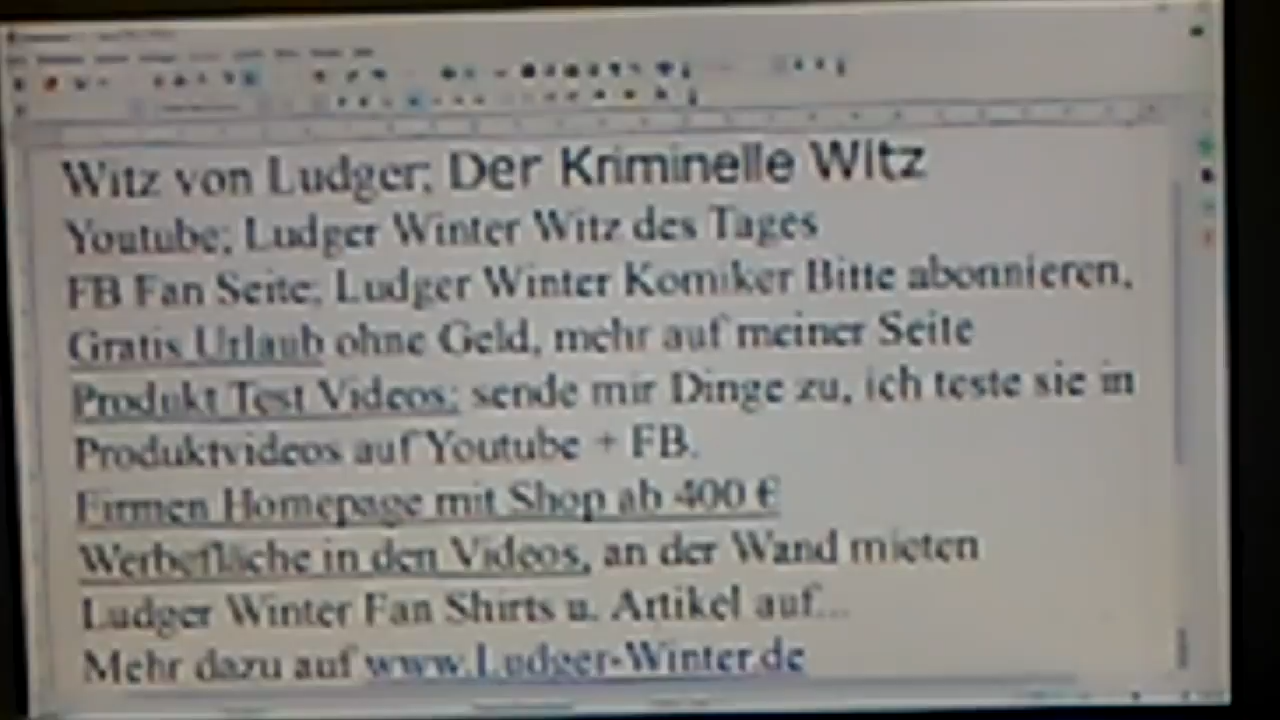 Witz von Ludger; Der Kriminelle Witz
Youtube; Ludger Winter Witz des Tages
FB Fan Seite; Ludger Winter Komiker Bitte abonnieren,
Gratis Urlaub ohne Geld, mehr auf meiner Seite
Produkt Test Videos; sende mir Dinge zu, ich teste sie in
Produktvideos auf Youtube + FB.
Firmen Homepage mit Shop ab 400 €
Werbefläche in den Videos, an der Wand mieten
Ludger Winter Fan Shirts u. Artikel auf...
Mehr dazu auf www.Ludger-Winter.de